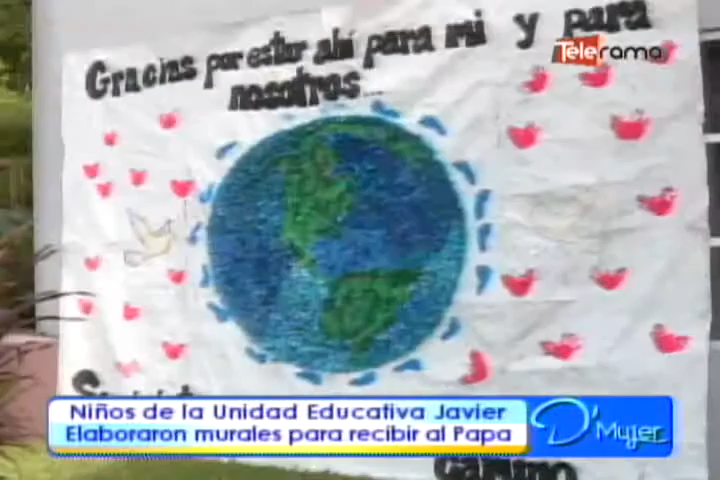 Gracias por estar ahí para mi y para
nosotros...
Telerama
Niños de la Unidad Educativa Javier
Elaboraron murales para recibir al Papa
D'Mujer
camino